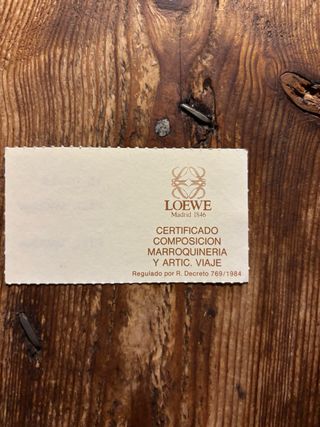 LOEWE
Madrid 1846
CERTIFICADO
COMPOSICION
MARROQUINERIA
Y ARTIC. VIAJE
Regulado por R. Decreto 769/1984